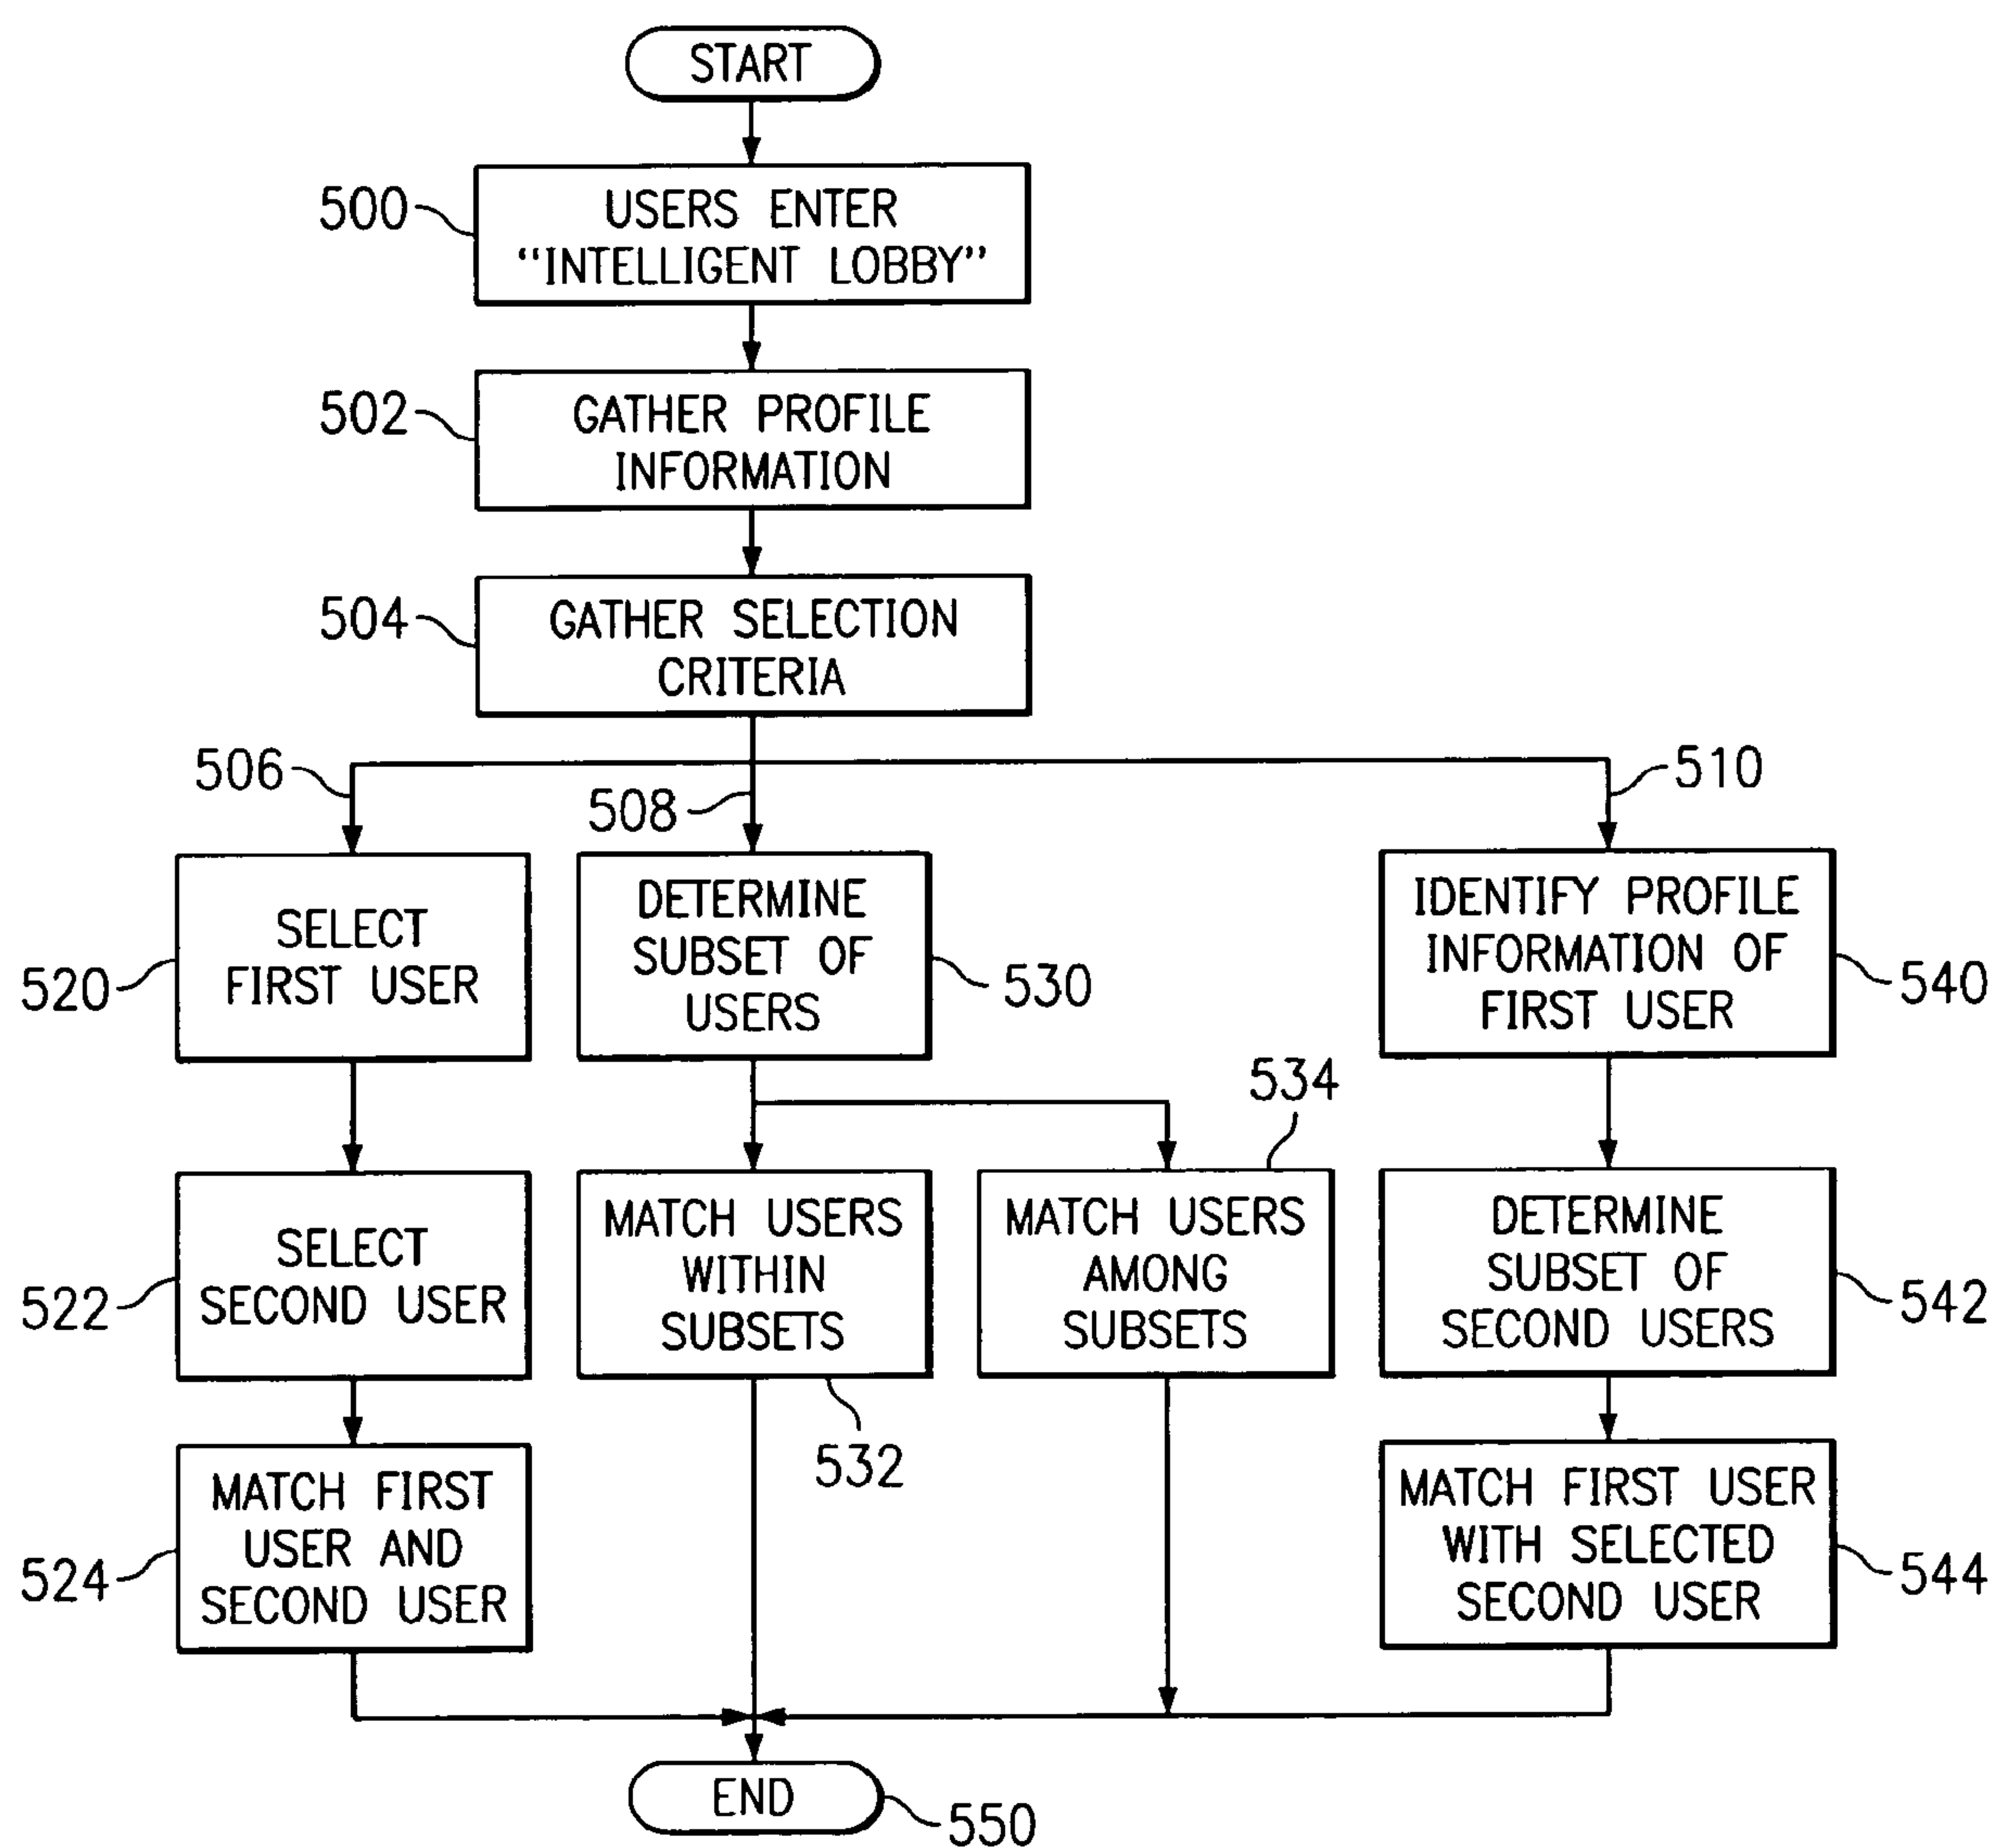 START
500
USERS ENTER
“INTELLIGENT LOBBY”
502
GATHER PROFILE
INFORMATION
504
GATHER SELECTION
CRITERIA
506
508
510
520
SELECT
FIRST USER
DETERMINE
SUBSET OF
USERS
530
IDENTIFY PROFILE
INFORMATION OF
FIRST USER
540
534
522
SELECT
SECOND USER
MATCH USERS
WITHIN
SUBSETS
532
MATCH USERS
AMONG
SUBSETS
DETERMINE
SUBSET OF
SECOND USERS
542
524
MATCH FIRST
USER AND
SECOND USER
MATCH FIRST USER
WITH SELECTED
SECOND USER
544
END
550